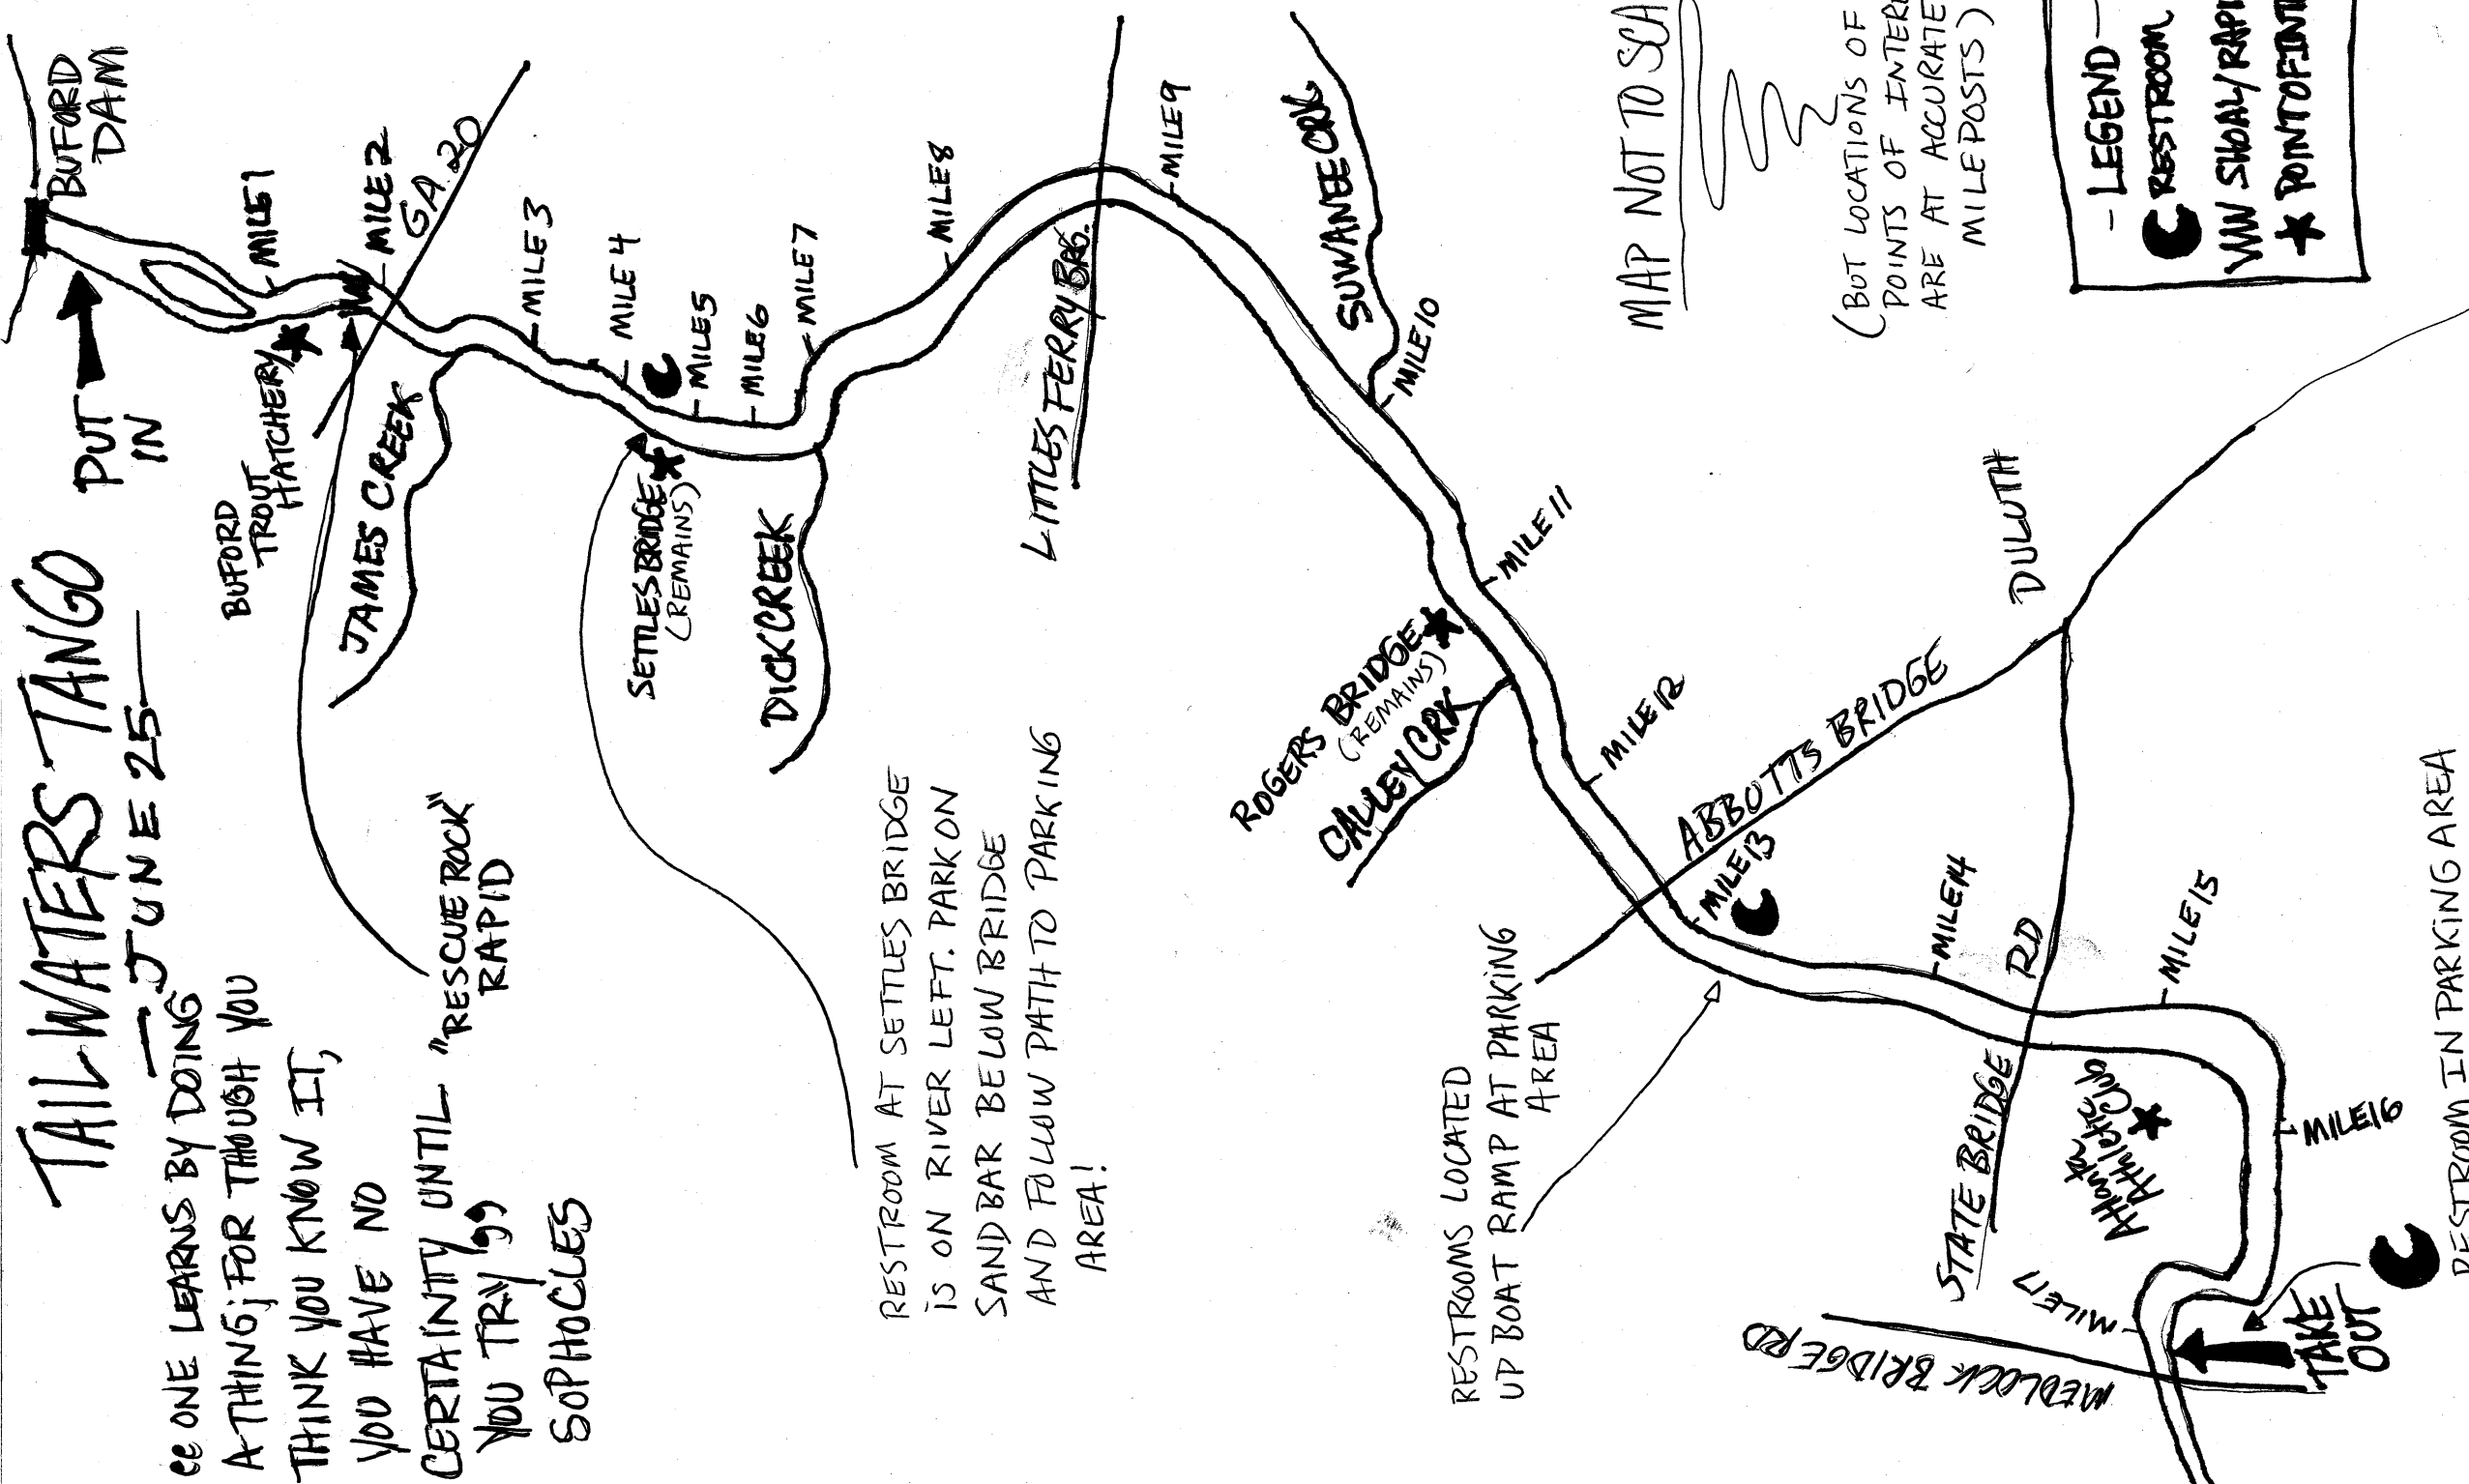 TAILWATERS TANGO
— JUNE 25 —
"ONE LEARNS BY DOING
A THING; FOR THOUGH YOU
THINK YOU KNOW IT,
YOU HAVE NO
CERTAINTY UNTIL
YOU TRY,"
SOPHOCLES
PUT
IN
BUFORD
DAM
MILE 1
BUFORD
TROUT
HATCHERY
MILE 2
GA. 20
"RESCUE ROCK"
RAPID
JAMES CREEK
MILE 3
MILE 4
MILE 5
SETTLES BRIDGE
(REMAINS)
MILE 6
MILE 7
DICK CREEK
MILE 8
RESTROOM AT SETTLES BRIDGE
IS ON RIVER LEFT. PARK ON
SANDBAR BELOW BRIDGE
AND FOLLOW PATH TO PARKING
AREA!
LITTLES FERRY BRG.
MILE 9
SUWANEE CRK
MILE 10
MILE 11
ROGERS BRIDGE
(REMAINS)
CAULEY CRK
MILE 12
ABBOTTS BRIDGE
MILE 13
RESTROOMS LOCATED
UP BOAT RAMP AT PARKING
AREA
MILE 14
DULUTH
STATE BRIDGE RD
MILE 15
Atlanta
Athletic
Club
MILE 16
MILE 17
MEDLOCK BRIDGE RD
TAKE
OUT
RESTROOM IN PARKING AREA
MAP NOT TO SCA
(BUT LOCATIONS OF
POINTS OF INTERE
ARE AT ACCURATE
MILEPOSTS)
- LEGEND -
RESTROOM
SHOAL/RAPI
POINT OF INT